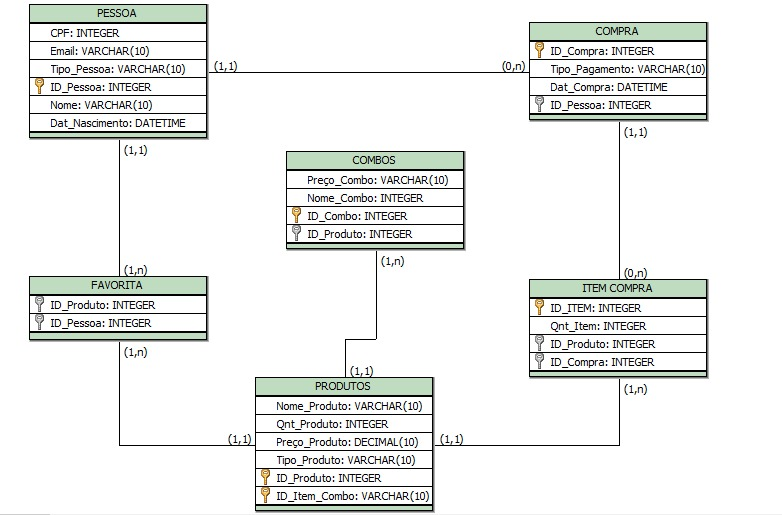 PESSOA
CPF: INTEGER
Email: VARCHAR(10)
Tipo_Pessoa: VARCHAR(10)
ID_Pessoa: INTEGER
Nome: VARCHAR(10)
Dat_Nascimento: DATETIME
(1,1)
(0,n)
COMPRA
ID_Compra: INTEGER
Tipo_Pagamento: VARCHAR(10)
Dat_Compra: DATETIME
ID_Pessoa: INTEGER
(1,1)
(1,1)
COMBOS
Preço_Combo: VARCHAR(10)
Nome_Combo: INTEGER
ID_Combo: INTEGER
ID_Produto: INTEGER
(1,n)
(1,n)
FAVORITA
ID_Produto: INTEGER
ID_Pessoa: INTEGER
(1,n)
(0,n)
ITEM COMPRA
ID_ITEM: INTEGER
Qnt_Item: INTEGER
ID_Produto: INTEGER
ID_Compra: INTEGER
(1,n)
(1,1)
PRODUTOS
Nome_Produto: VARCHAR(10)
Qnt_Produto: INTEGER
Preço_Produto: DECIMAL(10)
Tipo_Produto: VARCHAR(10)
ID_Produto: INTEGER
ID_Item_Combo: VARCHAR(10)
(1,1)
(1,1)